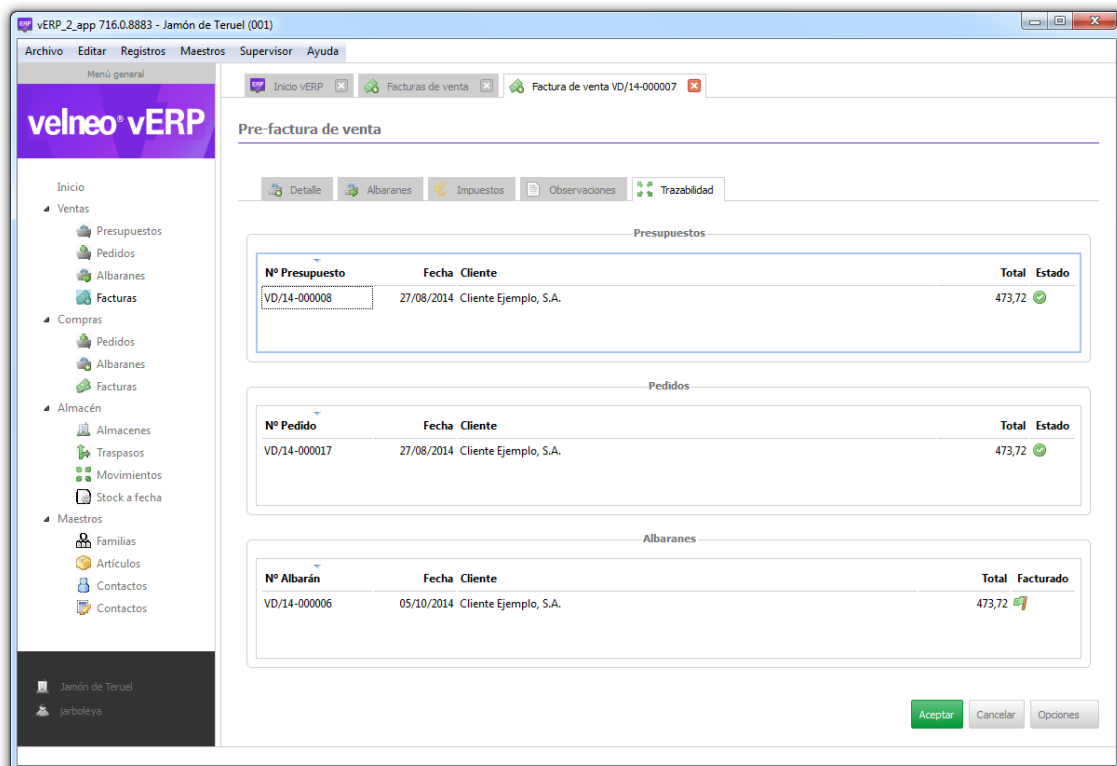 vERP_2_app 716.0.8883 - Jamón de Teruel (001)
Archivo Editar Registros Maestros Supervisor Ayuda
Menú general
velneo® vERP
Inicio
Ventas
Presupuestos
Pedidos
Albaranes
Facturas
Compras
Pedidos
Albaranes
Facturas
Almacén
Almacenes
Traspasos
Movimientos
Stock a fecha
Maestros
Familias
Artículos
Contactos
Contactos
Jamón de Teruel
jarboleya
ERP Inicio vERP Facturas de venta Factura de venta VD/14-000007
Pre-factura de venta
Detalle Albaranes Impuestos Observaciones Trazabilidad
Presupuestos
Nº Presupuesto Fecha Cliente Total Estado
VD/14-000008 27/08/2014 Cliente Ejemplo, S.A. 473,72
Pedidos
Nº Pedido Fecha Cliente Total Estado
VD/14-000017 27/08/2014 Cliente Ejemplo, S.A. 473,72
Albaranes
Nº Albarán Fecha Cliente Total Facturado
VD/14-000006 05/10/2014 Cliente Ejemplo, S.A. 473,72
Aceptar Cancelar Opciones